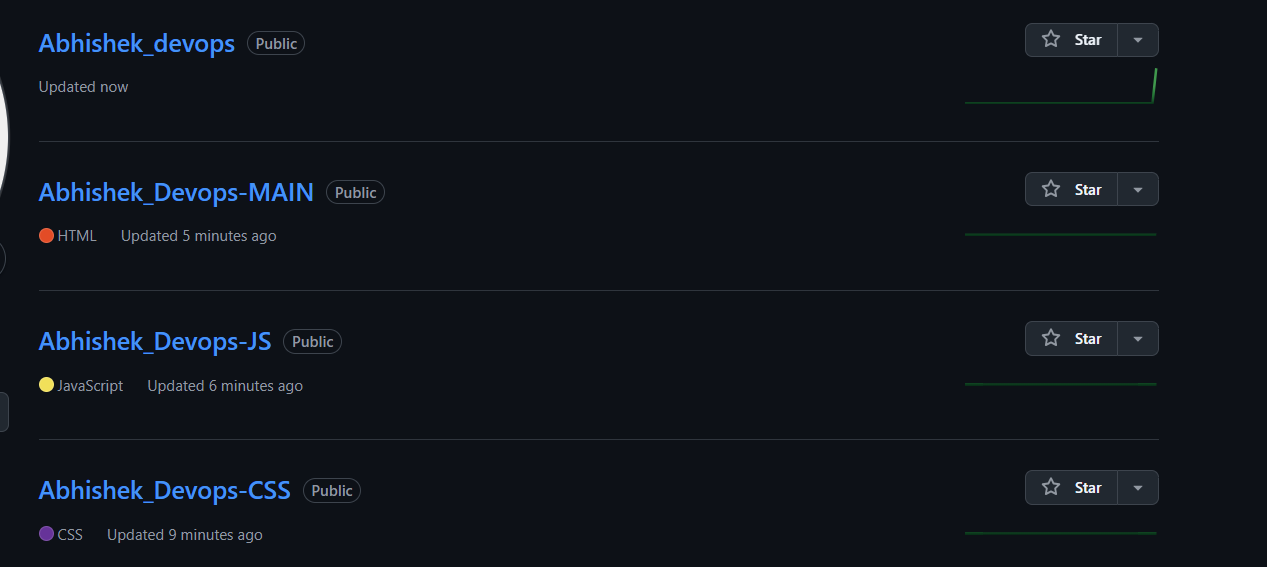 Abhishek_devops Public Star
Updated now
Abhishek_Devops-MAIN Public Star
HTML Updated 5 minutes ago
Abhishek_Devops-JS Public Star
JavaScript Updated 6 minutes ago
Abhishek_Devops-CSS Public Star
CSS Updated 9 minutes ago